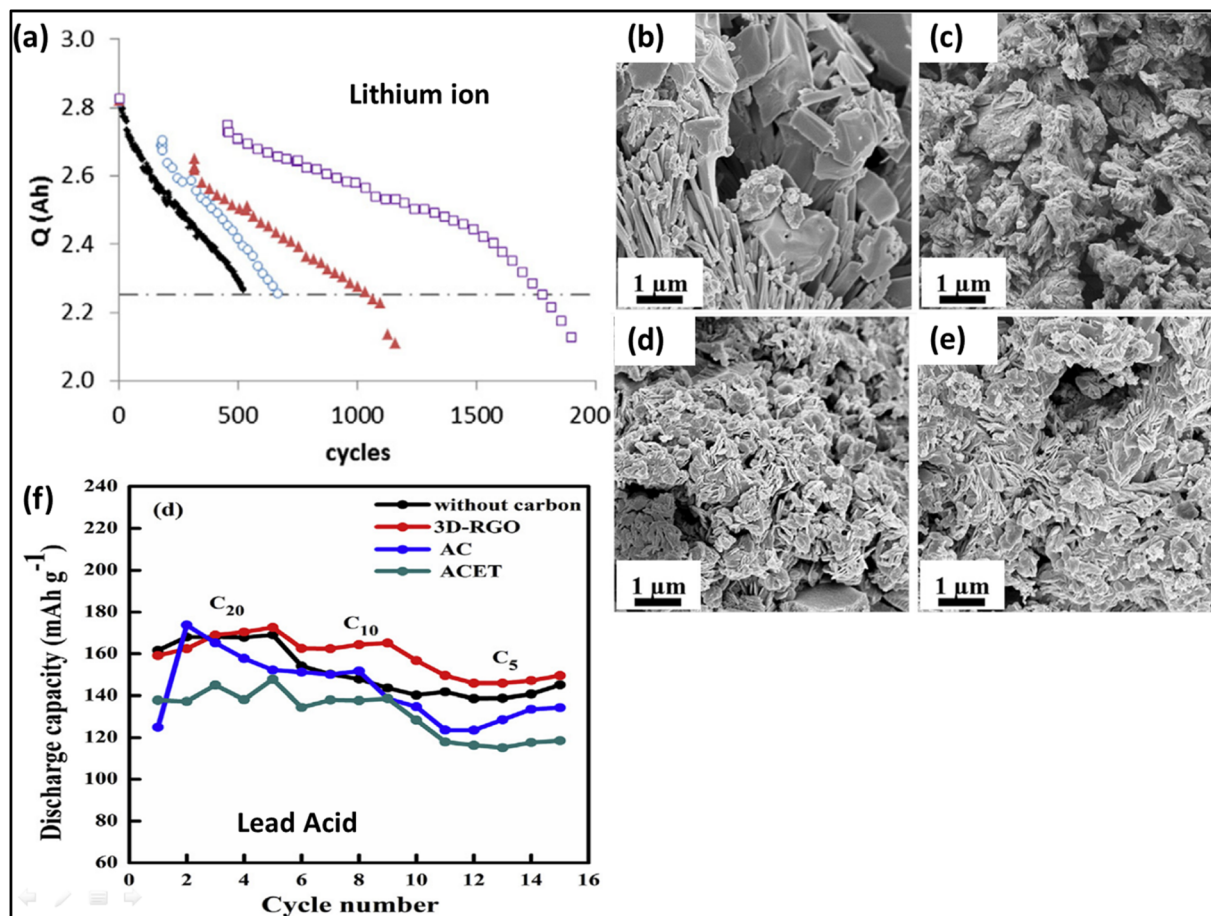 (a)
3.0
2.8
2.6
2.4
2.2
2.0
Q (Ah)
Lithium ion
0
500
1000
1500
200
cycles
(b)
1 µm
(c)
1 µm
(d)
1 µm
(e)
1 µm
(f)
(d)
240
220
200
180
160
140
120
100
80
60
Discharge capacity (mAh g-1)
without carbon
3D-RGO
AC
ACET
C20
C10
C5
Lead Acid
0 2 4 6 8 10 12 14 16
Cycle number